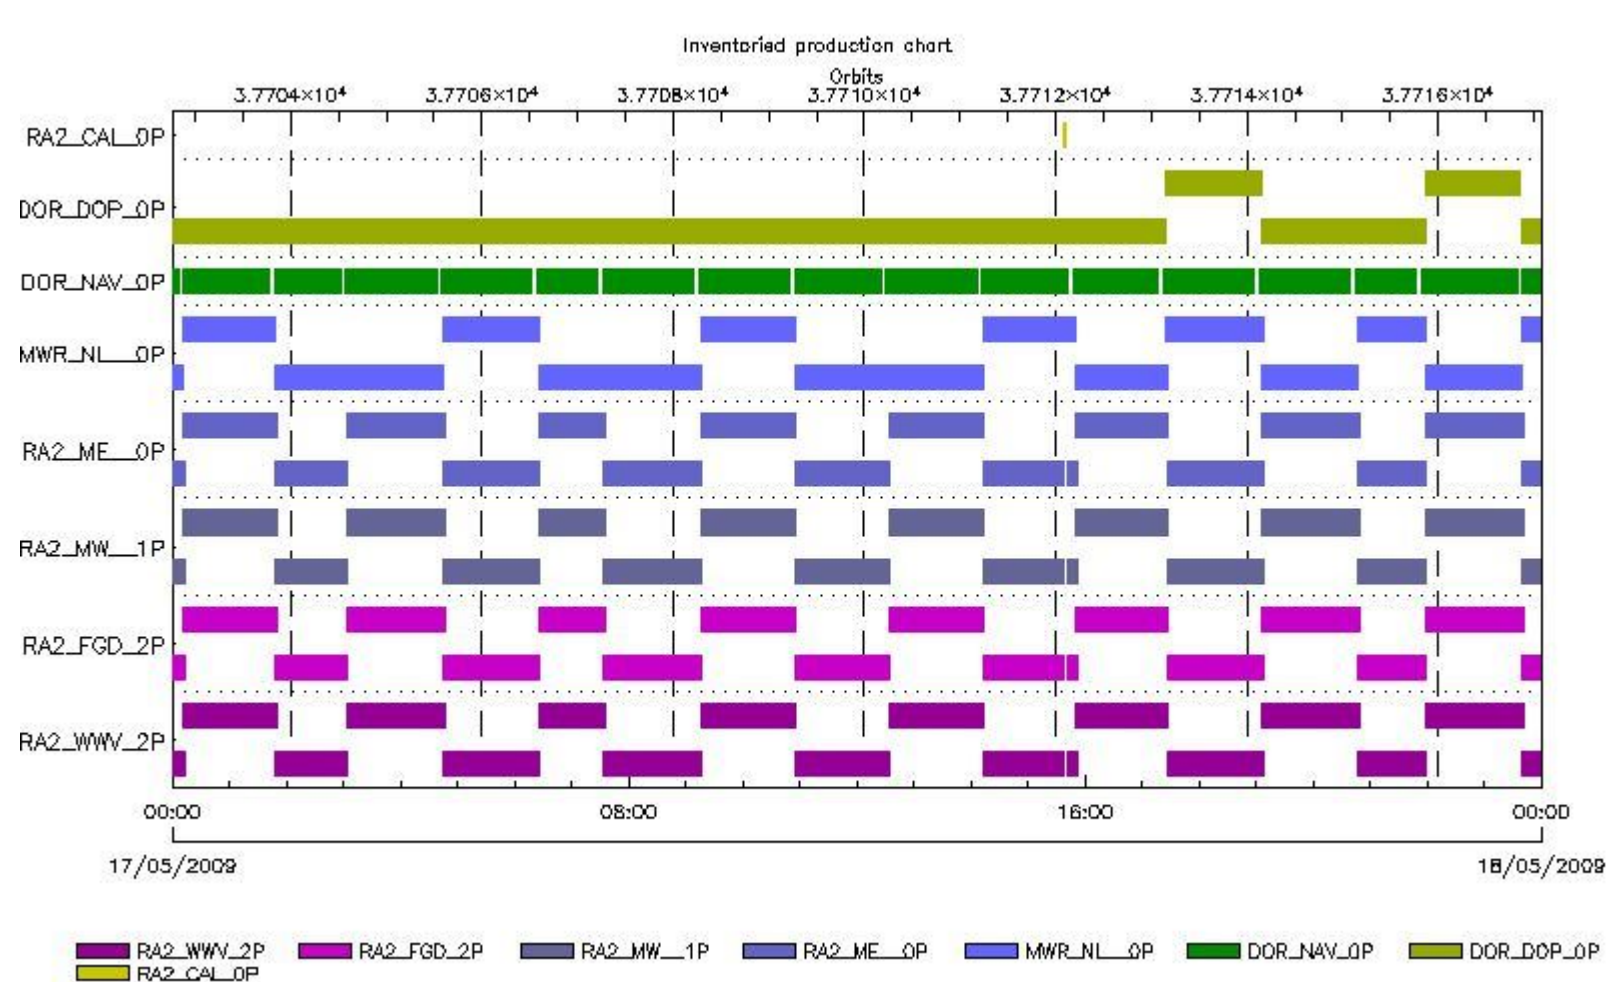 Inventoried production chart
Orbits
3.7704×10⁴ 3.7706×10⁴ 3.7708×10⁴ 3.7710×10⁴ 3.7712×10⁴ 3.7714×10⁴ 3.7716×10⁴
RA2_CAL_0P
DOR_DOP_0P
DOR_NAV_0P
MWR_NL__0P
RA2_ME__0P
RA2_MW__1P
RA2_FGD_2P
RA2_WWV_2P
00:00 08:00 16:00 00:00
17/05/2009 18/05/2009
RA2_WWV_2P RA2_FGD_2P RA2_MW__1P RA2_ME__0P MWR_NL__0P DOR_NAV_0P DOR_DOP_0P
RA2_CAL_0P